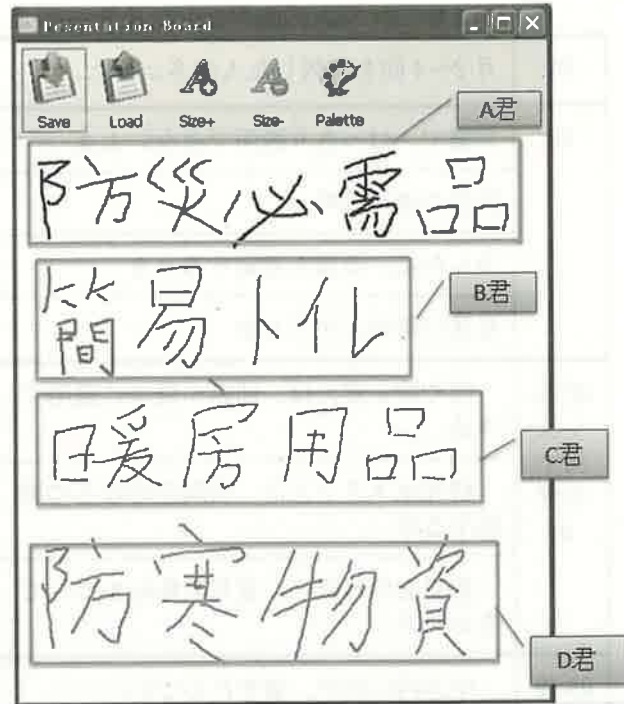 Pesentation Board
Save Load Size+ Size- Palette
A君
防災必需品
B君
簡易トイレ
暖房用品
C君
防寒物資
D君